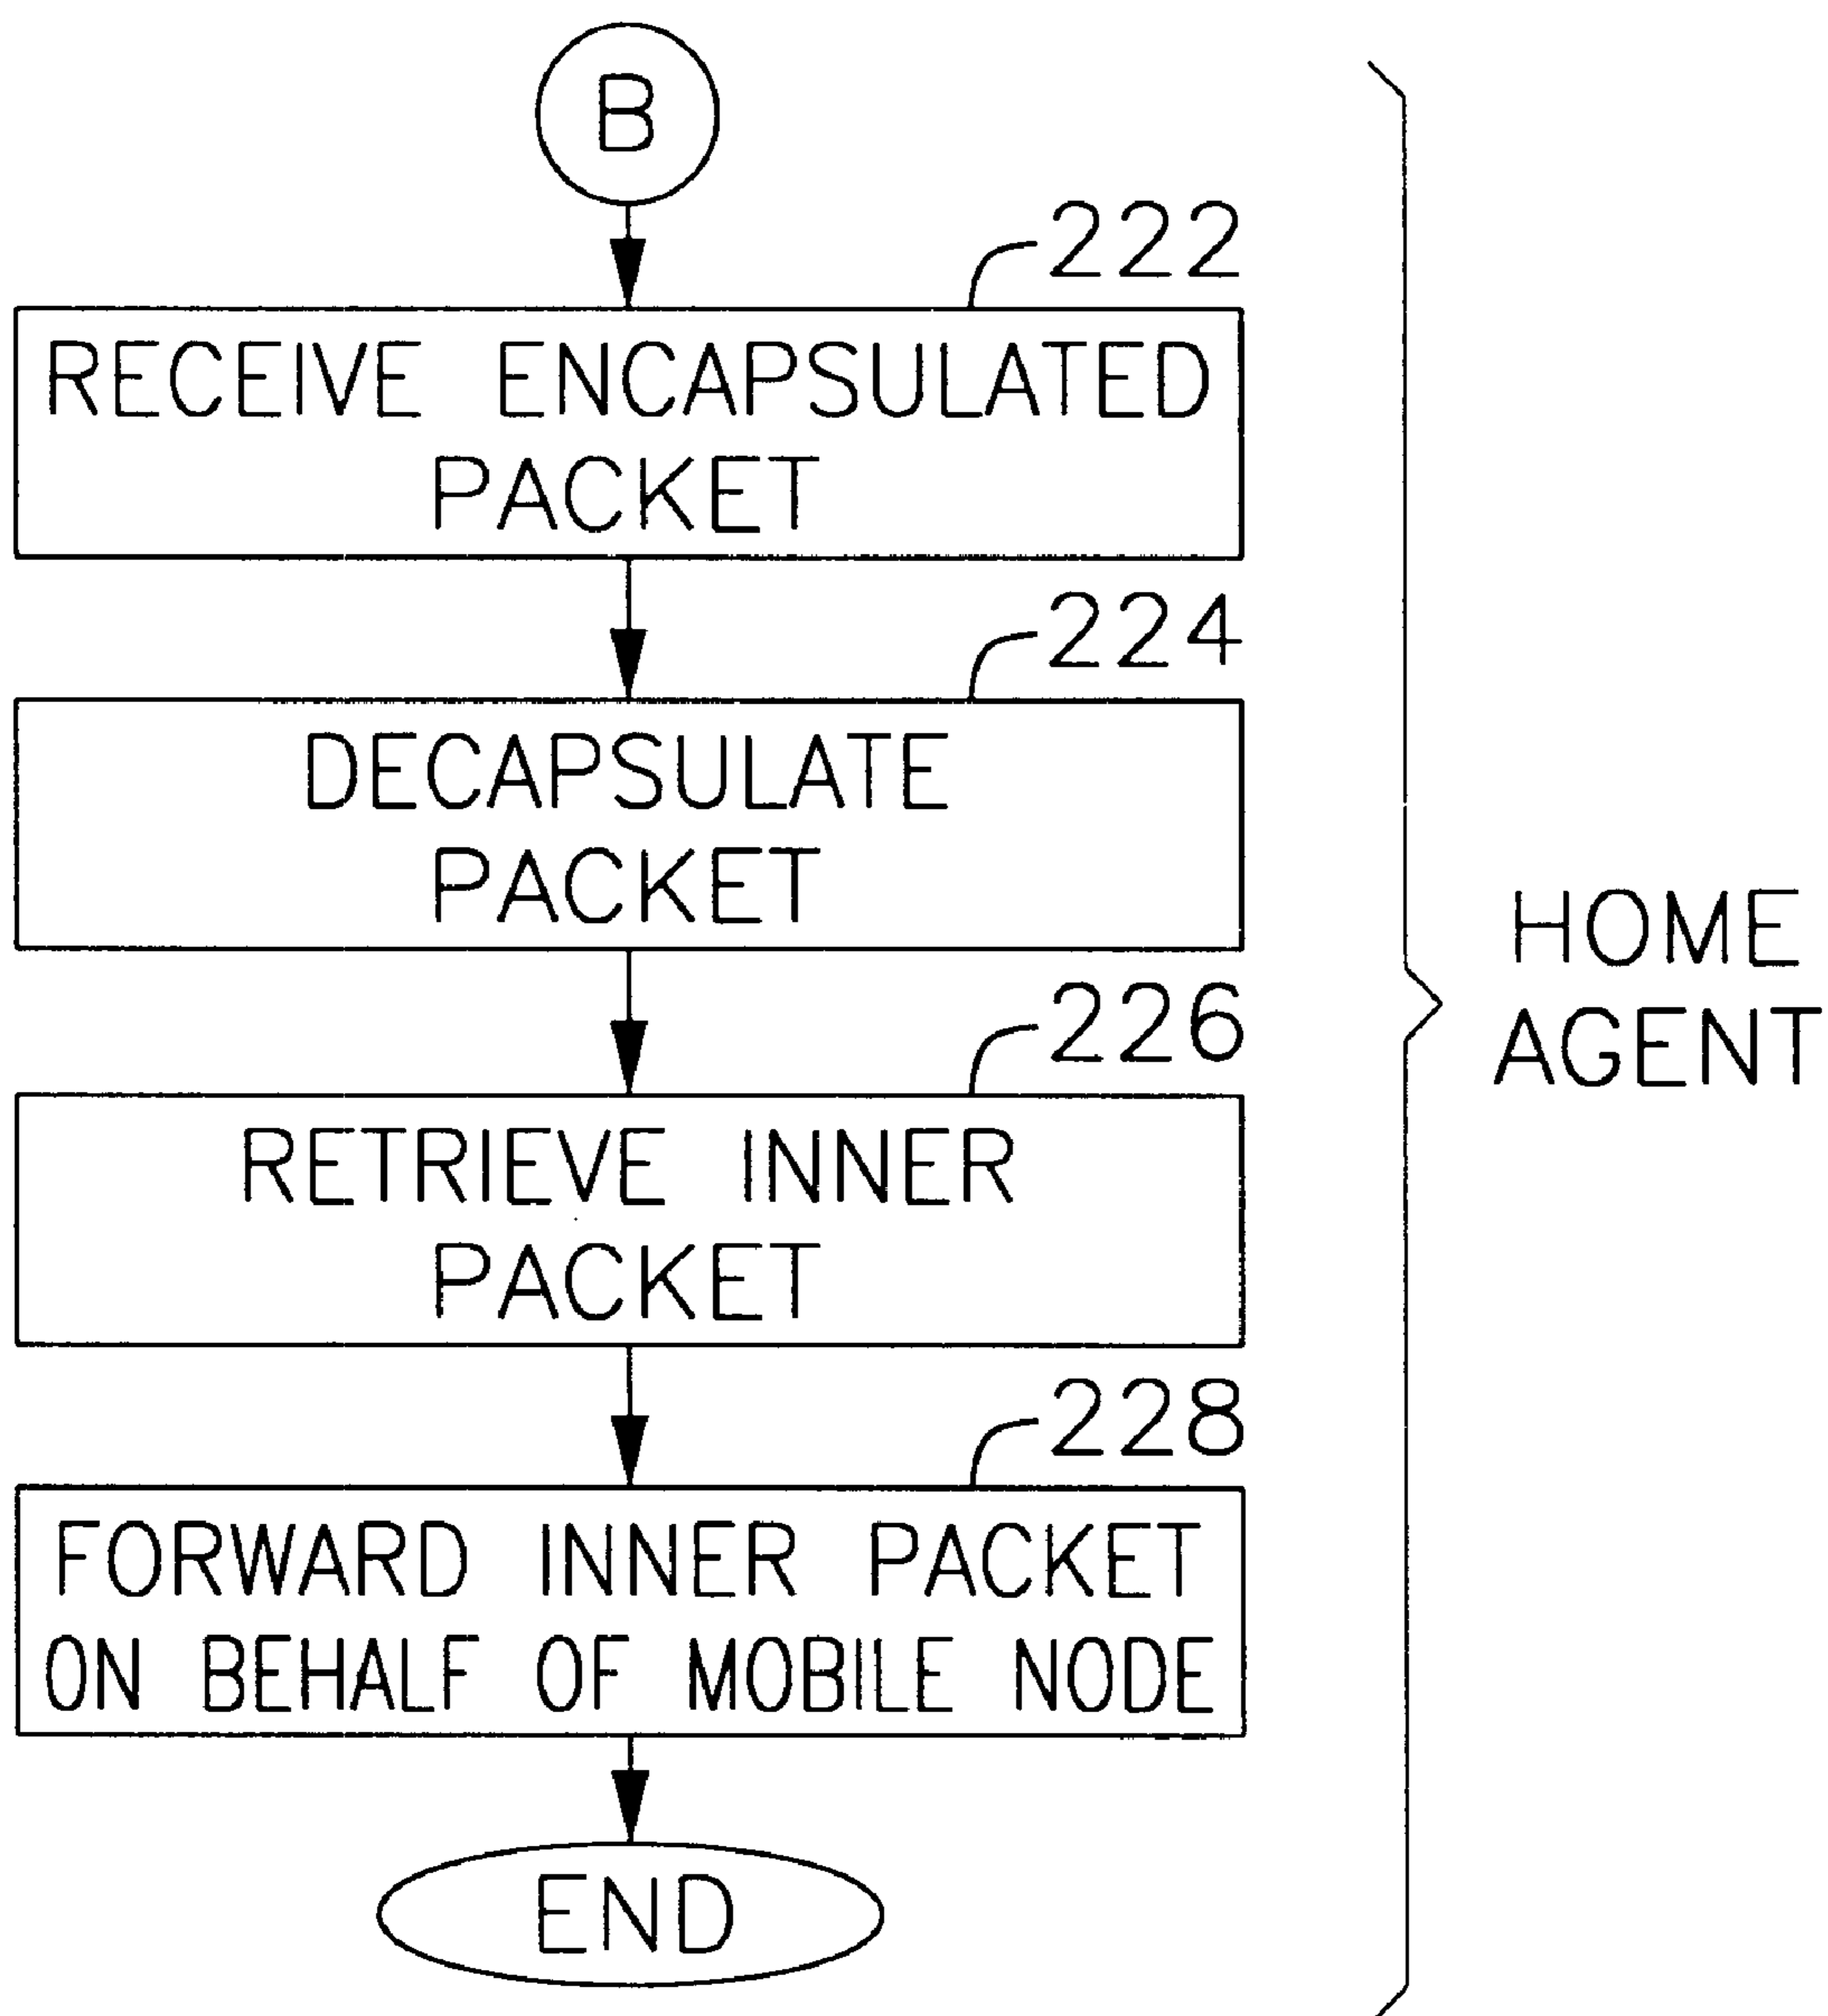 B
222
RECEIVE ENCAPSULATED
PACKET
224
DECAPSULATE
PACKET
226
RETRIEVE INNER
PACKET
228
FORWARD INNER PACKET
ON BEHALF OF MOBILE NODE
END
HOME
AGENT